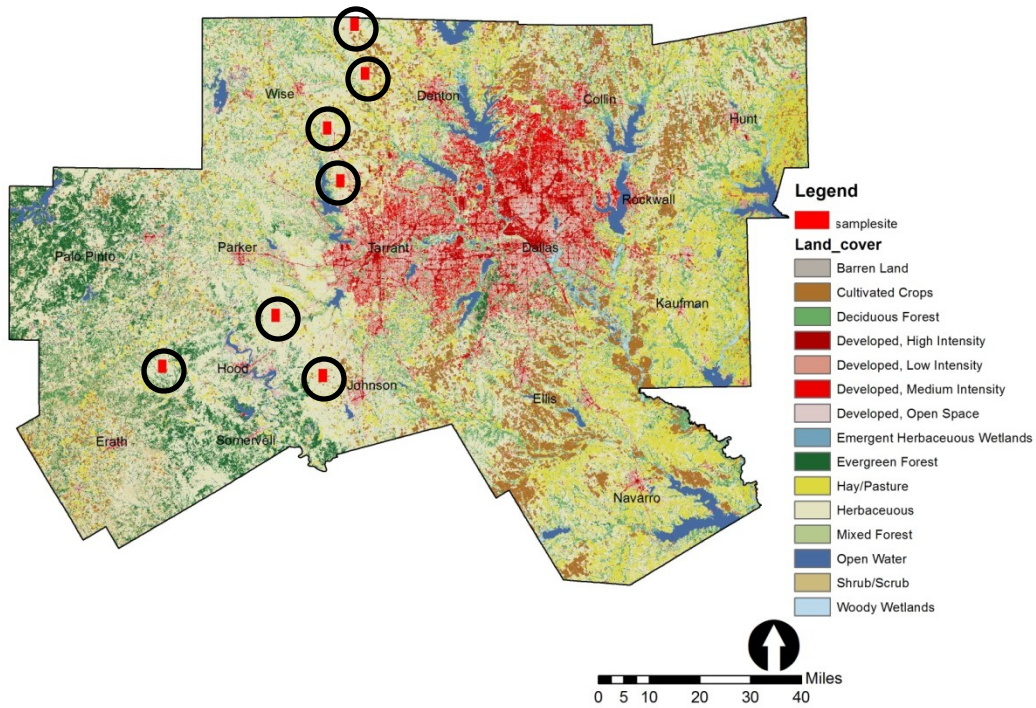 Wise
Denton
Collin
Hunt
Palo Pinto
Parker
Tarrant
Dallas
Rockwall
Kaufman
Hood
Johnson
Ellis
Erath
Somervell
Navarro
Legend
samplesite
Land_cover
Barren Land
Cultivated Crops
Deciduous Forest
Developed, High Intensity
Developed, Low Intensity
Developed, Medium Intensity
Developed, Open Space
Emergent Herbaceuous Wetlands
Evergreen Forest
Hay/Pasture
Herbaceuous
Mixed Forest
Open Water
Shrub/Scrub
Woody Wetlands
Miles
0 5 10 20 30 40